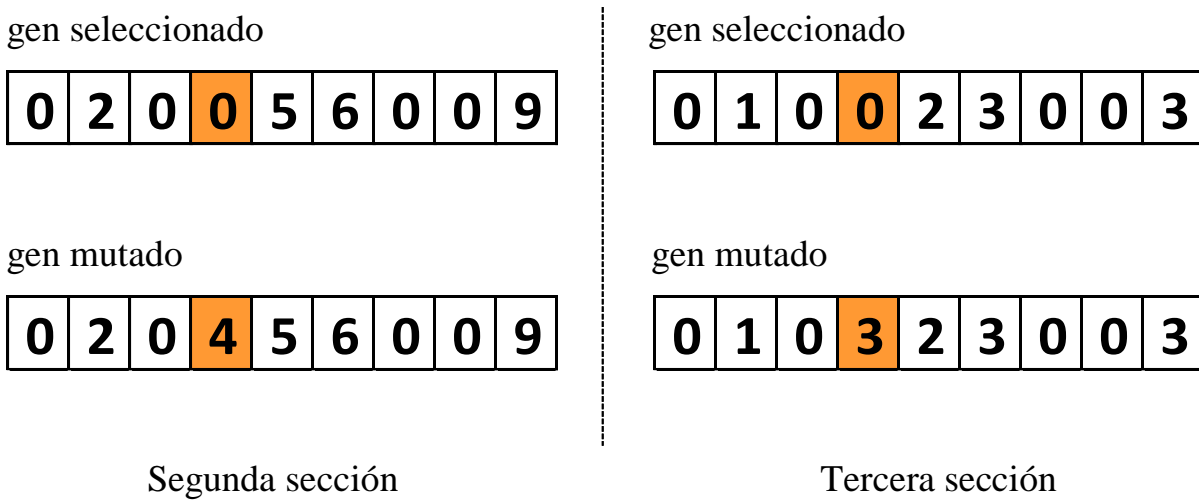 gen seleccionado
0 2 0 0 5 6 0 0 9
gen mutado
0 2 0 4 5 6 0 0 9
Segunda sección
gen seleccionado
0 1 0 0 2 3 0 0 3
gen mutado
0 1 0 3 2 3 0 0 3
Tercera sección